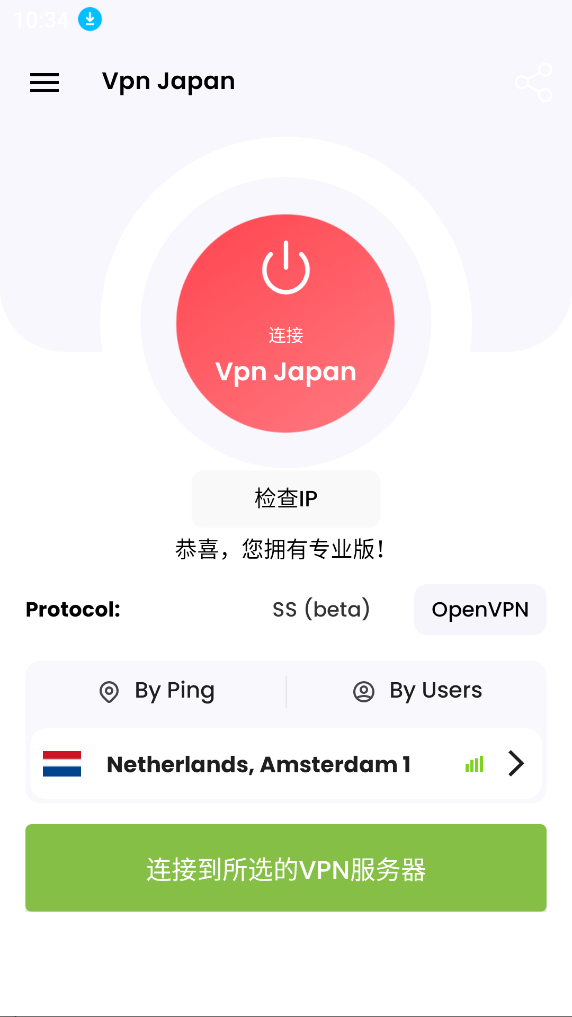 10:34
Vpn Japan
连接
Vpn Japan
检查IP
恭喜，您拥有专业版！
Protocol: SS (beta) OpenVPN
By Ping By Users
Netherlands, Amsterdam 1
连接到所选的VPN服务器